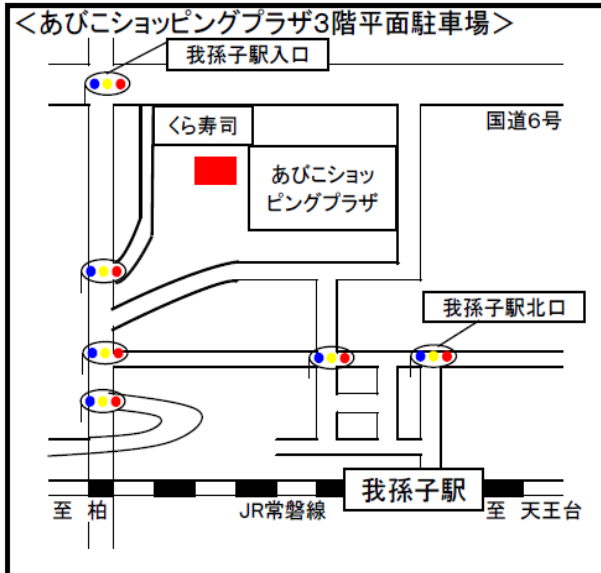 ＜あびこショッピングプラザ3階平面駐車場＞
我孫子駅入口
くら寿司
国道6号
あびこショッ
ピングプラザ
我孫子駅北口
我孫子駅
至 柏
JR常磐線
至 天王台